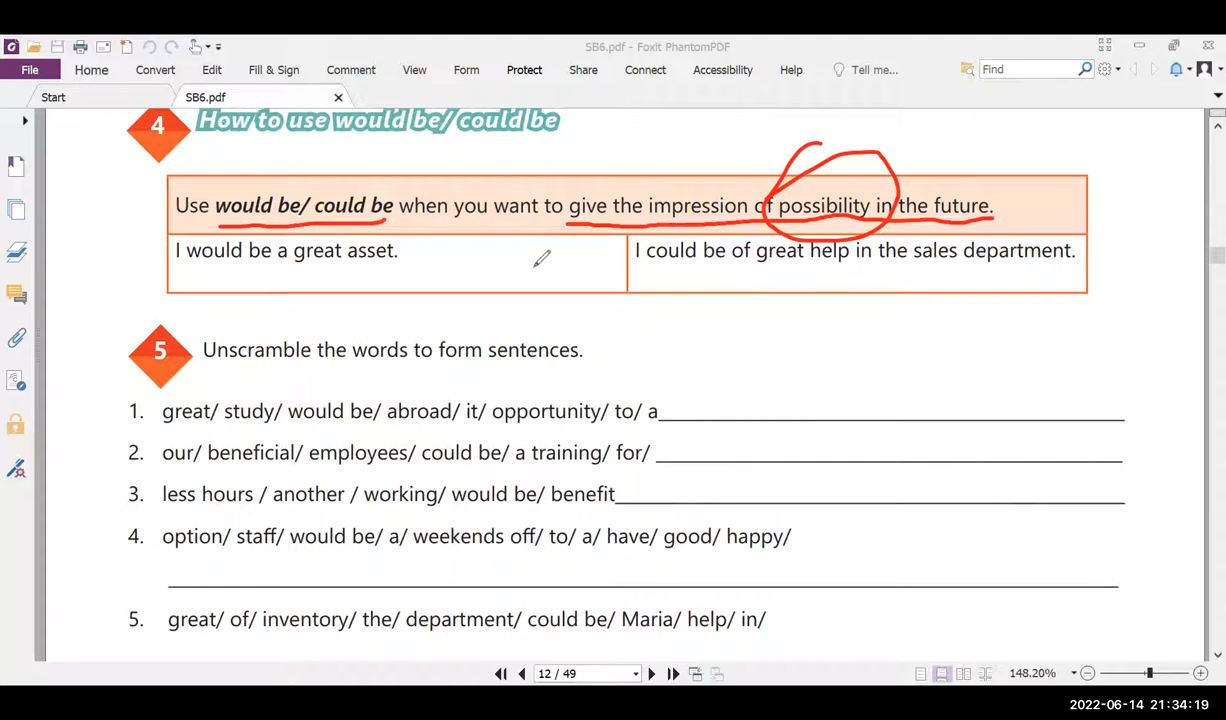 SB6.pdf - Foxit PhantomPDF
File Home Convert Edit Fill & Sign Comment View Form Protect Share Connect Accessibility Help Tell me... Find
Start SB6.pdf
4 How to use would be/ could be
Use would be/ could be when you want to give the impression of possibility in the future.
I would be a great asset. I could be of great help in the sales department.
5 Unscramble the words to form sentences.
1. great/ study/ would be/ abroad/ it/ opportunity/ to/ a
2. our/ beneficial/ employees/ could be/ a training/ for/
3. less hours / another / working/ would be/ benefit
4. option/ staff/ would be/ a/ weekends off/ to/ a/ have/ good/ happy/
5. great/ of/ inventory/ the/ department/ could be/ Maria/ help/ in/
12 / 49 148.20%
2022-06-14 21:34:19